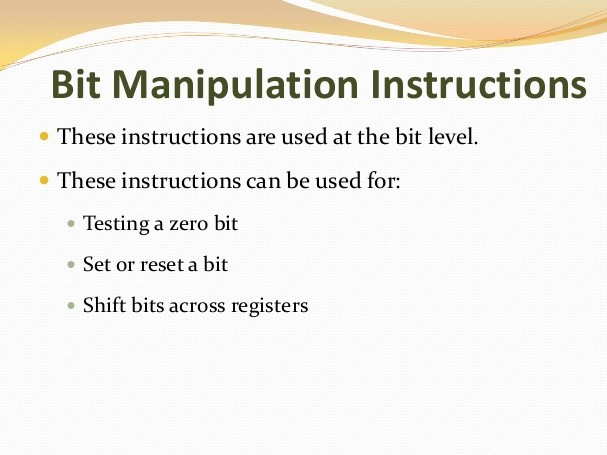 Bit Manipulation Instructions
These instructions are used at the bit level.
These instructions can be used for:
Testing a zero bit
Set or reset a bit
Shift bits across registers